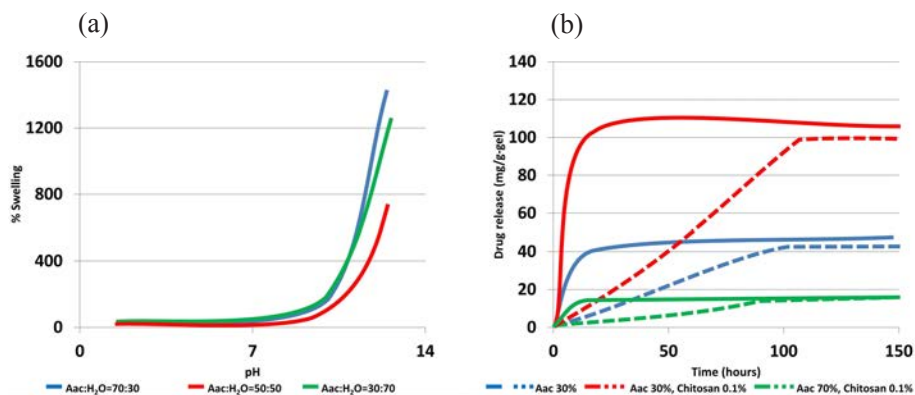 (a)
1600
1200
800
400
0
% Swelling
0 7 14
pH
Aac:H₂O=70:30 Aac:H₂O=50:50 Aac:H₂O=30:70
(b)
140
120
100
80
60
40
20
0
Drug release (mg/g-gel)
0 50 100 150
Time (hours)
Aac 30% Aac 30%, Chitosan 0.1% Aac 70%, Chitosan 0.1%